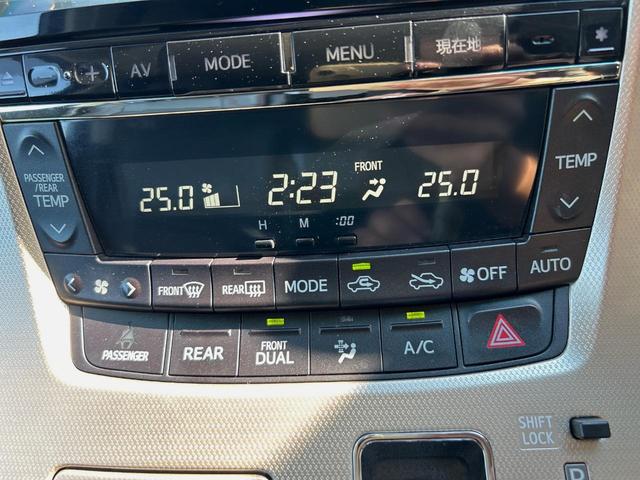 AV MODE MENU 現在地
PASSENGER
/REAR
TEMP
25.0 2:23 FRONT 25.0
TEMP
H M :00
FRONT REAR MODE OFF AUTO
PASSENGER REAR FRONT DUAL A/C
SHIFT
LOCK
P